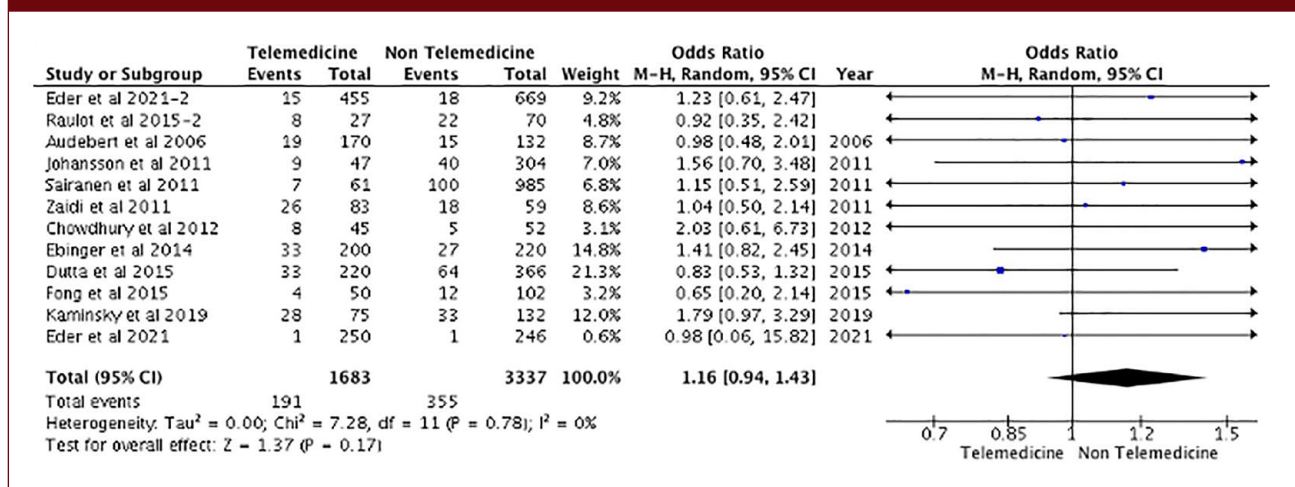 Telemedicine Non Telemedicine Odds Ratio Odds Ratio
Study or Subgroup Events Total Events Total Weight M-H, Random, 95% CI Year M-H, Random, 95% CI
Eder et al 2021-2 15 455 18 669 9.2% 1.23 [0.61, 2.47]
Raulot et al 2015-2 8 27 22 70 4.8% 0.92 [0.35, 2.42]
Audebert et al 2006 19 170 15 132 8.7% 0.98 [0.48, 2.01] 2006
Johansson et al 2011 9 47 40 304 7.0% 1.56 [0.70, 3.48] 2011
Sairanen et al 2011 7 61 100 985 6.8% 1.15 [0.51, 2.59] 2011
Zaidi et al 2011 26 83 18 59 8.6% 1.04 [0.50, 2.14] 2011
Chowdhury et al 2012 8 45 5 52 3.1% 2.03 [0.61, 6.73] 2012
Ebinger et al 2014 33 200 27 220 14.8% 1.41 [0.82, 2.45] 2014
Dutta et al 2015 33 220 64 366 21.3% 0.83 [0.53, 1.32] 2015
Fong et al 2015 4 50 12 102 3.2% 0.65 [0.20, 2.14] 2015
Kaminsky et al 2019 28 75 33 132 12.0% 1.79 [0.97, 3.29] 2019
Eder et al 2021 1 250 1 246 0.6% 0.98 [0.06, 15.82] 2021
Total (95% CI) 1683 3337 100.0% 1.16 [0.94, 1.43]
Total events 191 355
Heterogeneity: Tau² = 0.00; Chi² = 7.28, df = 11 (P = 0.78); I² = 0%
Test for overall effect: Z = 1.37 (P = 0.17)
0.7 0.85 1 1.2 1.5
Telemedicine Non Telemedicine